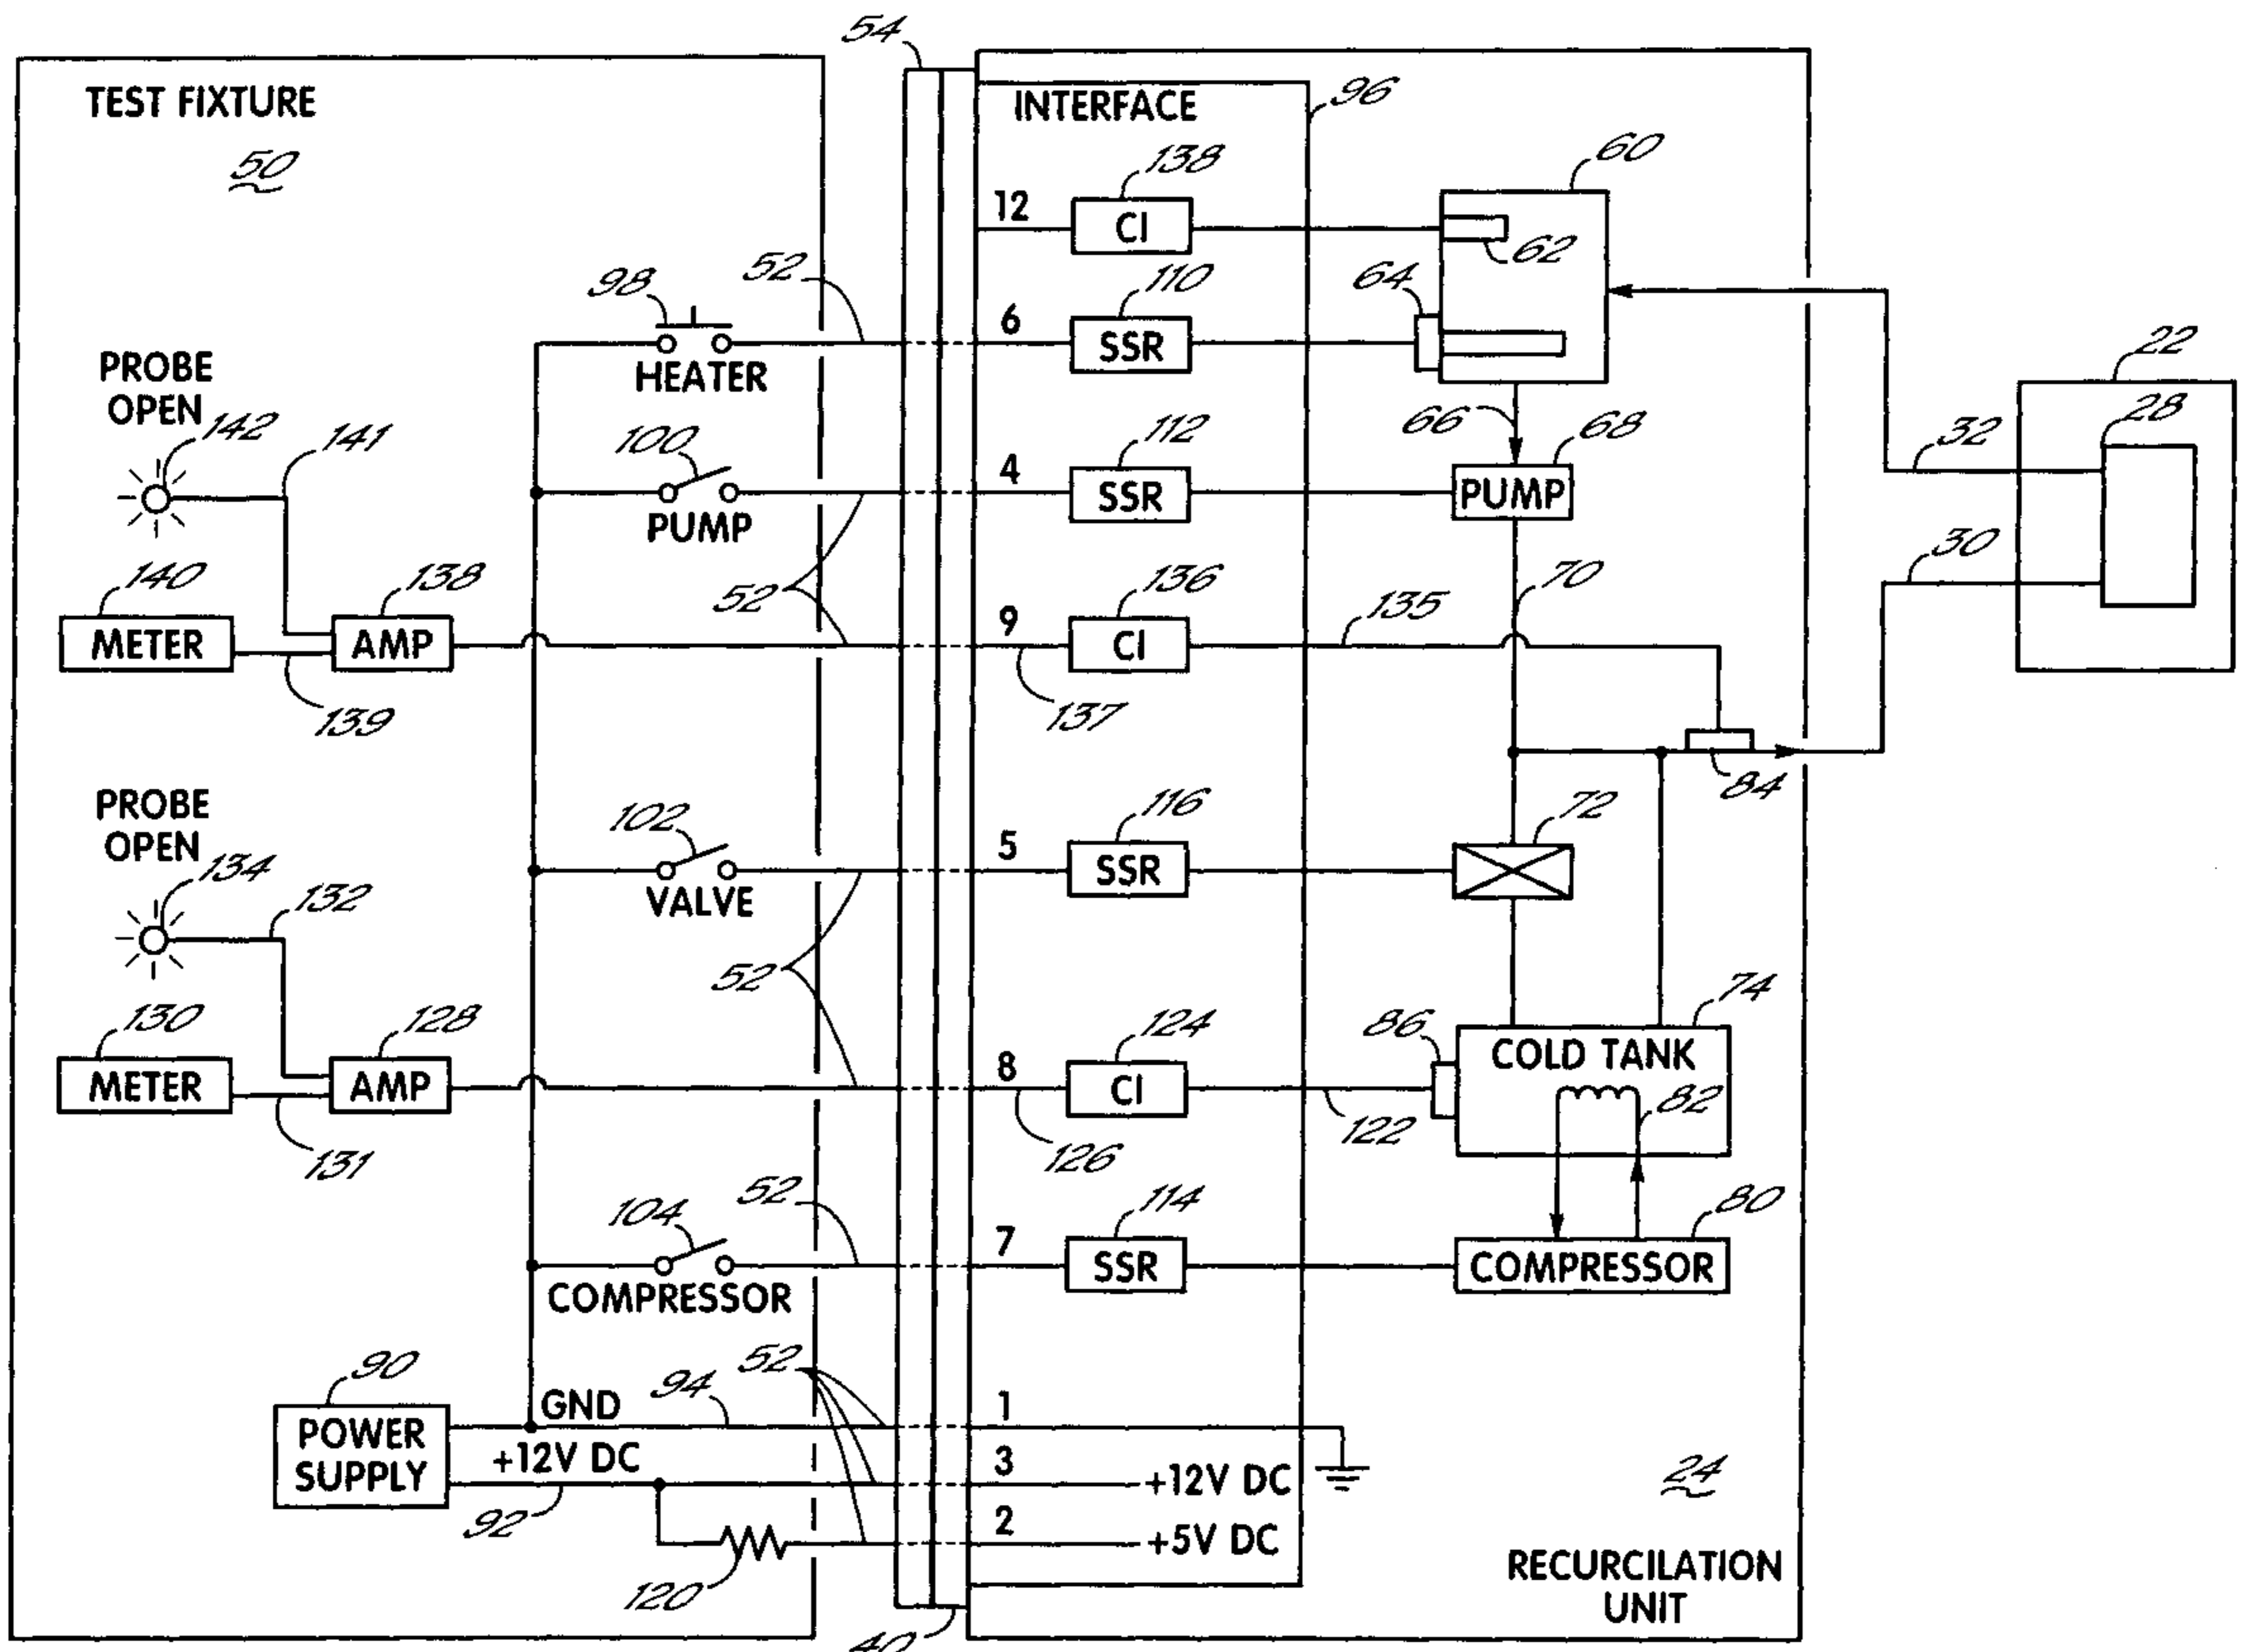 54
TEST FIXTURE
50
INTERFACE
96
138
60
12
CI
62
98
52
6
110
SSR
64
HEATER
22
28
PROBE
OPEN
142
141
100
4
112
SSR
66
68
PUMP
32
PUMP
140
METER
138
AMP
139
52
9
136
CI
137
135
70
30
84
PROBE
OPEN
134
132
102
VALVE
5
116
SSR
72
52
130
METER
128
AMP
131
8
124
CI
126
122
86
74
COLD TANK
82
104
52
COMPRESSOR
7
114
SSR
80
COMPRESSOR
90
POWER
SUPPLY
GND
94
52
1
+12V DC
92
3
+12V DC
2
+5V DC
120
24
RECURCILATION
UNIT
40